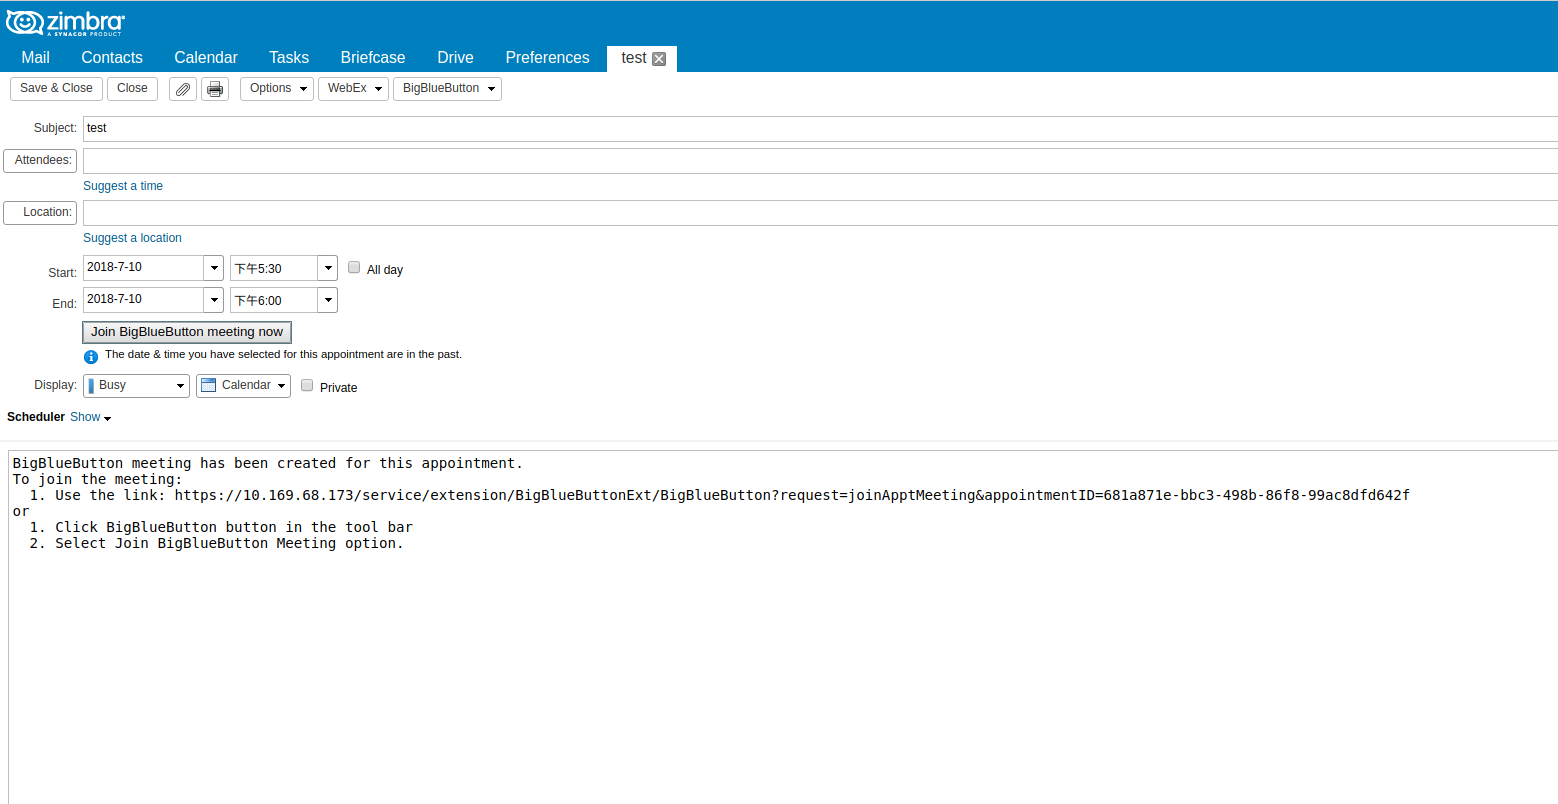 zimbra
A SYNACOR PRODUCT
Mail Contacts Calendar Tasks Briefcase Drive Preferences test
Save & Close Close Options WebEx BigBlueButton
Subject: test
Attendees:
Suggest a time
Location:
Suggest a location
Start: 2018-7-10 下午5:30 All day
End: 2018-7-10 下午6:00
Join BigBlueButton meeting now
The date & time you have selected for this appointment are in the past.
Display: Busy Calendar Private
Scheduler Show
BigBlueButton meeting has been created for this appointment.
To join the meeting:
1. Use the link: https://10.169.68.173/service/extension/BigBlueButtonExt/BigBlueButton?request=joinApptMeeting&appointmentID=681a871e-bbc3-498b-86f8-99ac8dfd642f
or
1. Click BigBlueButton button in the tool bar
2. Select Join BigBlueButton Meeting option.